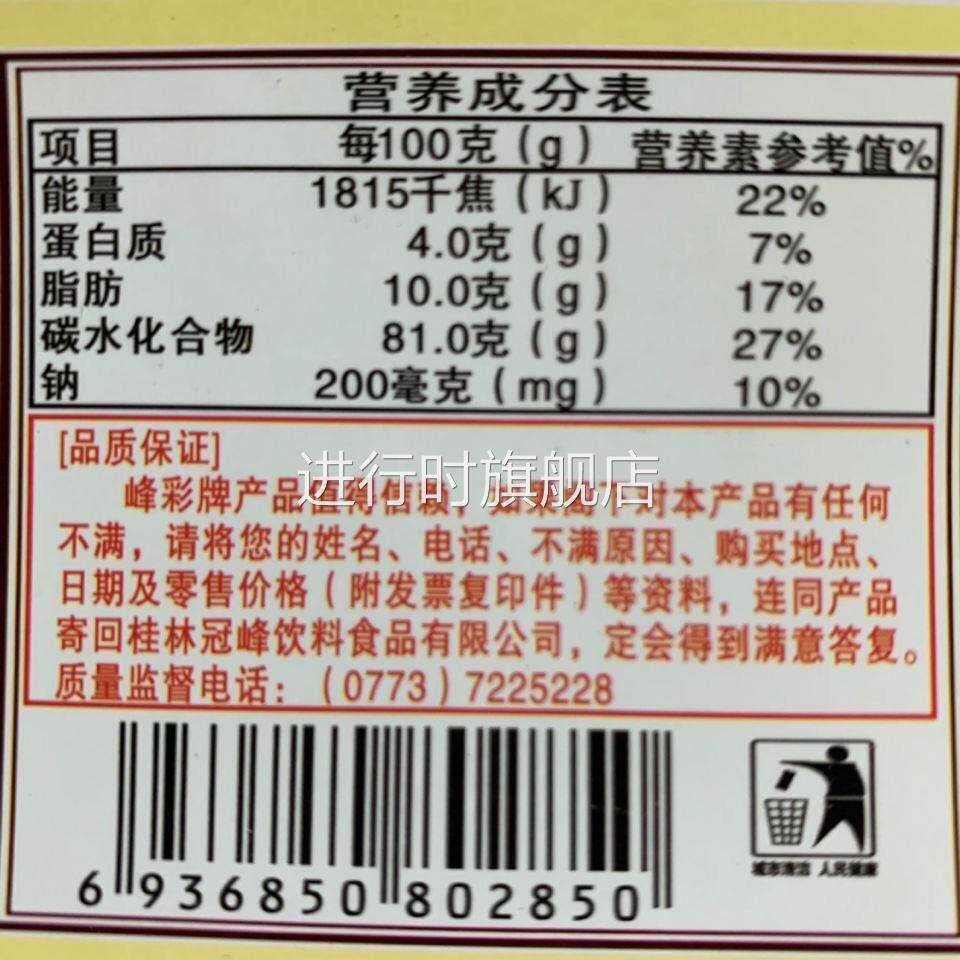 营养成分表
项目 每100克(g) 营养素参考值%
能量 1815千焦(kJ) 22%
蛋白质 4.0克(g) 7%
脂肪 10.0克(g) 17%
碳水化合物 81.0克(g) 27%
钠 200毫克(mg) 10%
[品质保证]
进行时旗舰店
峰彩牌产品值得信赖，对本产品有任何
不满，请将您的姓名、电话、不满原因、购买地点、
日期及零售价格(附发票复印件)等资料，连同产品
寄回桂林冠峰饮料食品有限公司，定会得到满意答复。
质量监督电话：(0773)7225228
6 936850 802850
城市清洁 人民健康